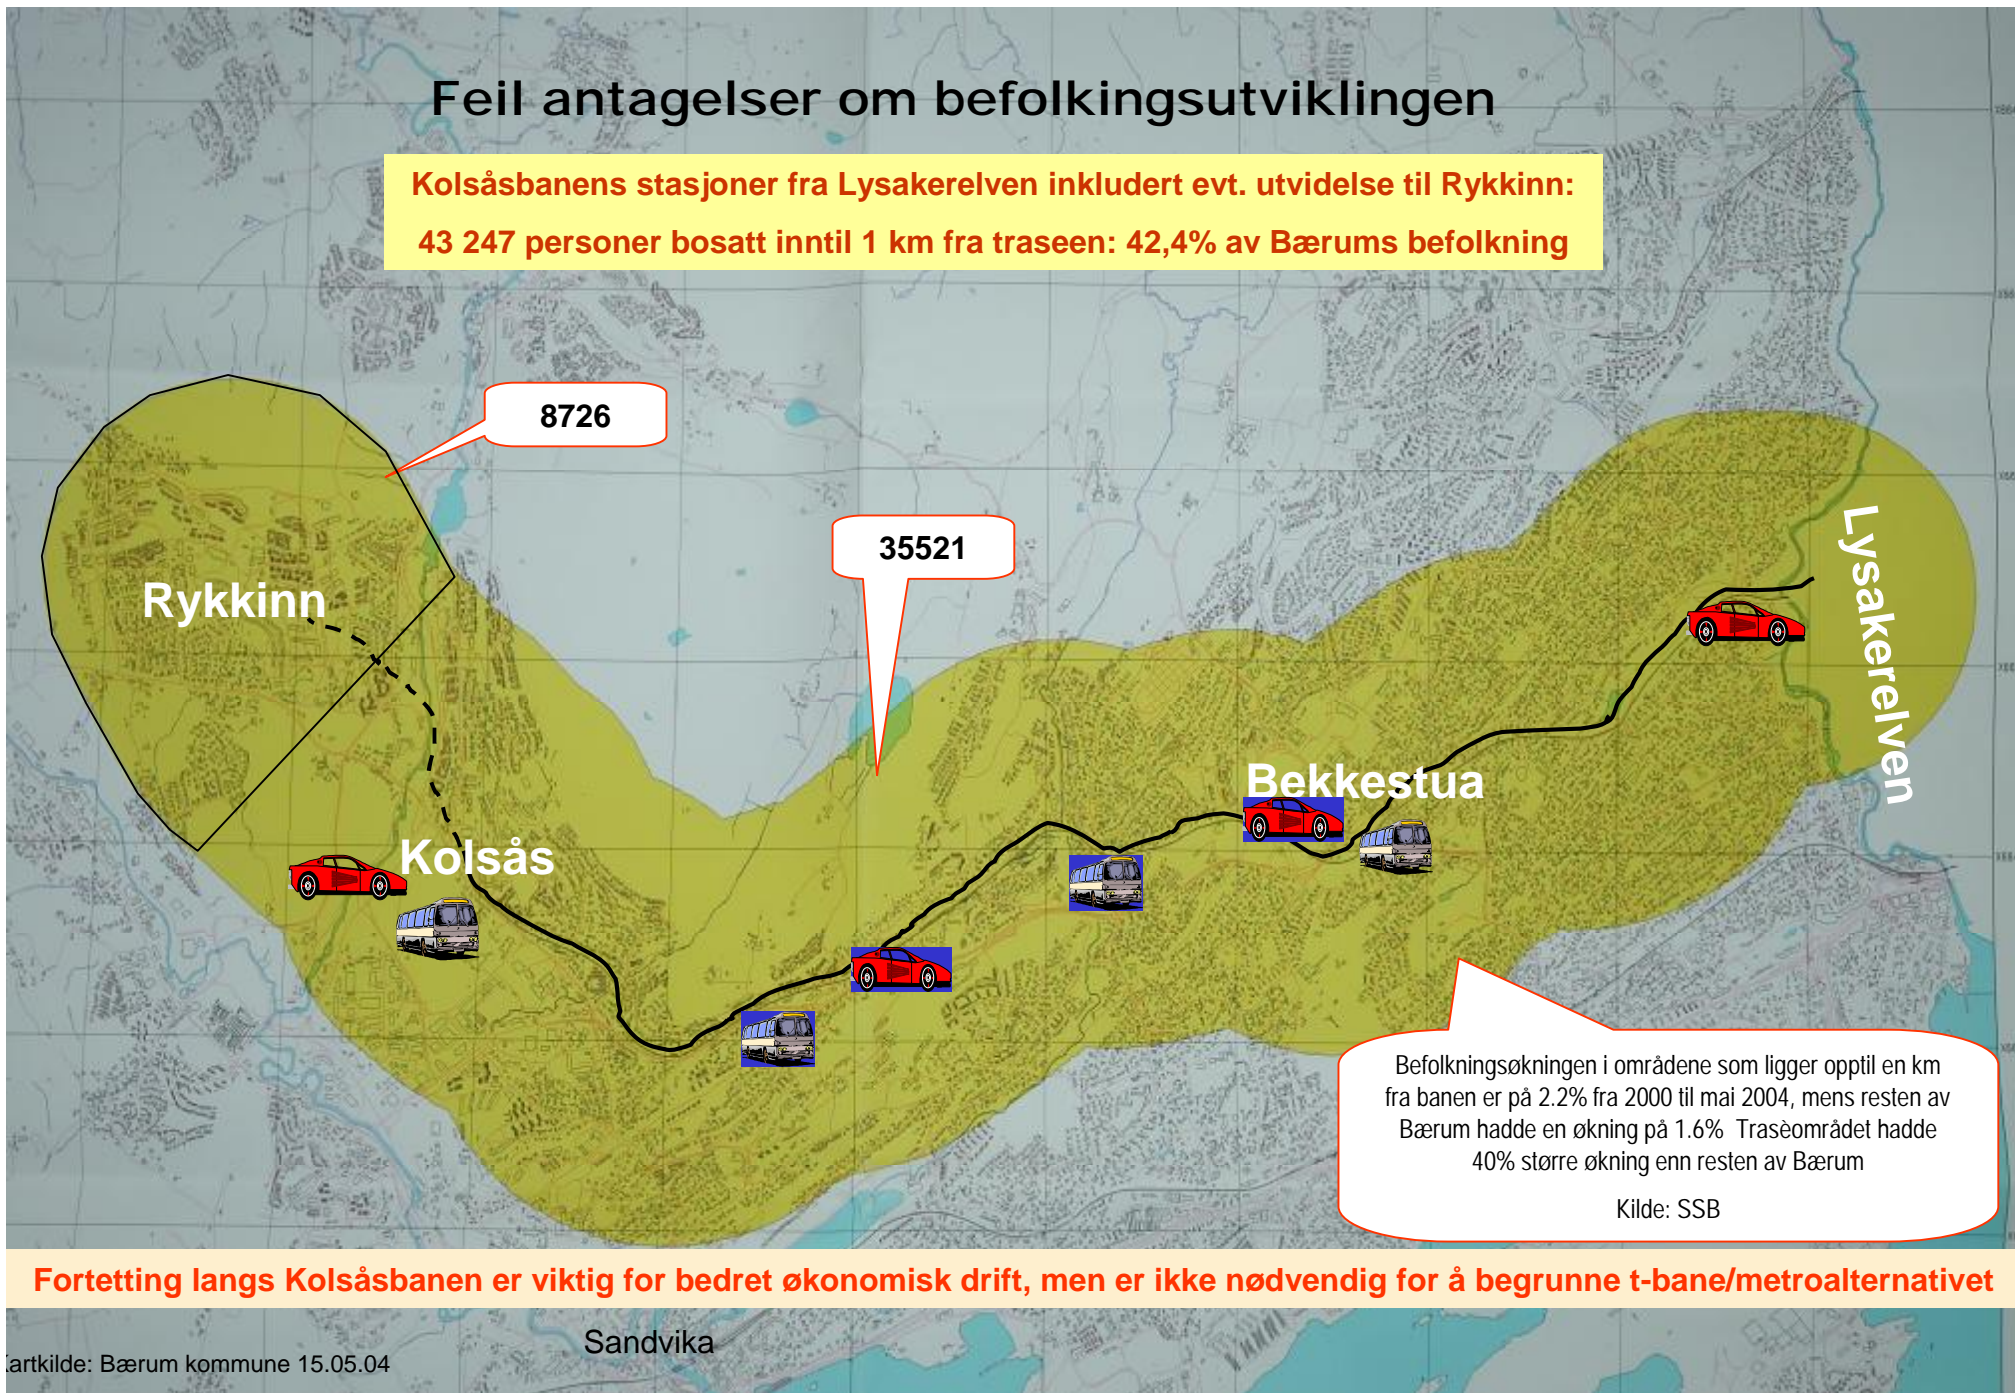 Feil antagelser om befolkingsutviklingen
Kolsåsbanens stasjoner fra Lysakerelven inkludert evt. utvidelse til Rykkinn:
43 247 personer bosatt inntil 1 km fra traseen: 42,4% av Bærums befolkning
8726
35521
Rykkinn
Lysakerelven
Bekkestua
Kolsås
Befolkningsøkningen i områdene som ligger opptil en km
fra banen er på 2.2% fra 2000 til mai 2004, mens resten av
Bærum hadde en økning på 1.6% Trasèområdet hadde
40% større økning enn resten av Bærum
Kilde: SSB
Fortetting langs Kolsåsbanen er viktig for bedret økonomisk drift, men er ikke nødvendig for å begrunne t-bane/metroalternativet
Sandvika
artkilde: Bærum kommune 15.05.04